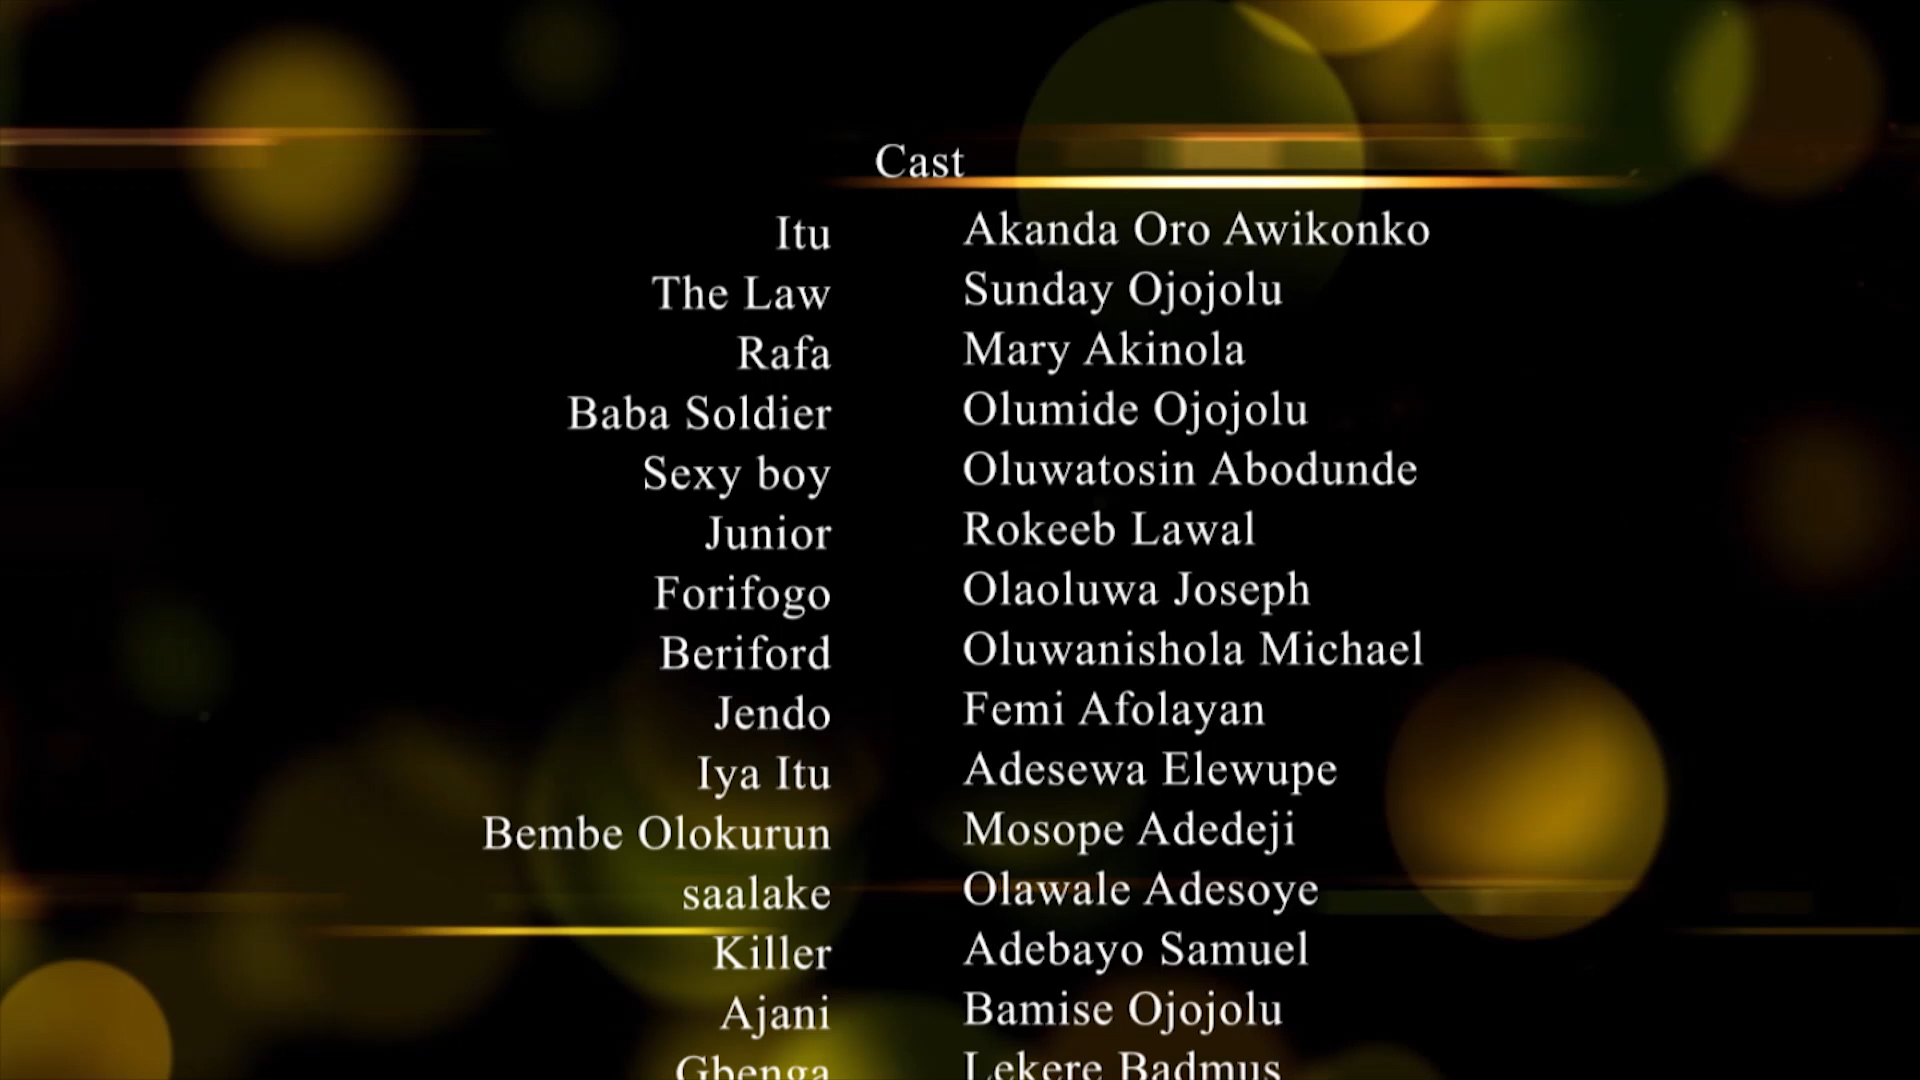 Cast
Itu Akanda Oro Awikonko
The Law Sunday Ojojolu
Rafa Mary Akinola
Baba Soldier Olumide Ojojolu
Sexy boy Oluwatosin Abodunde
Junior Rokeeb Lawal
Forifogo Olaoluwa Joseph
Beriford Oluwanishola Michael
Jendo Femi Afolayan
Iya Itu Adesewa Elewupe
Bembe Olokurun Mosope Adedeji
saalake Olawale Adesoye
Killer Adebayo Samuel
Ajani Bamise Ojojolu
Gbenga Lekere Badmus